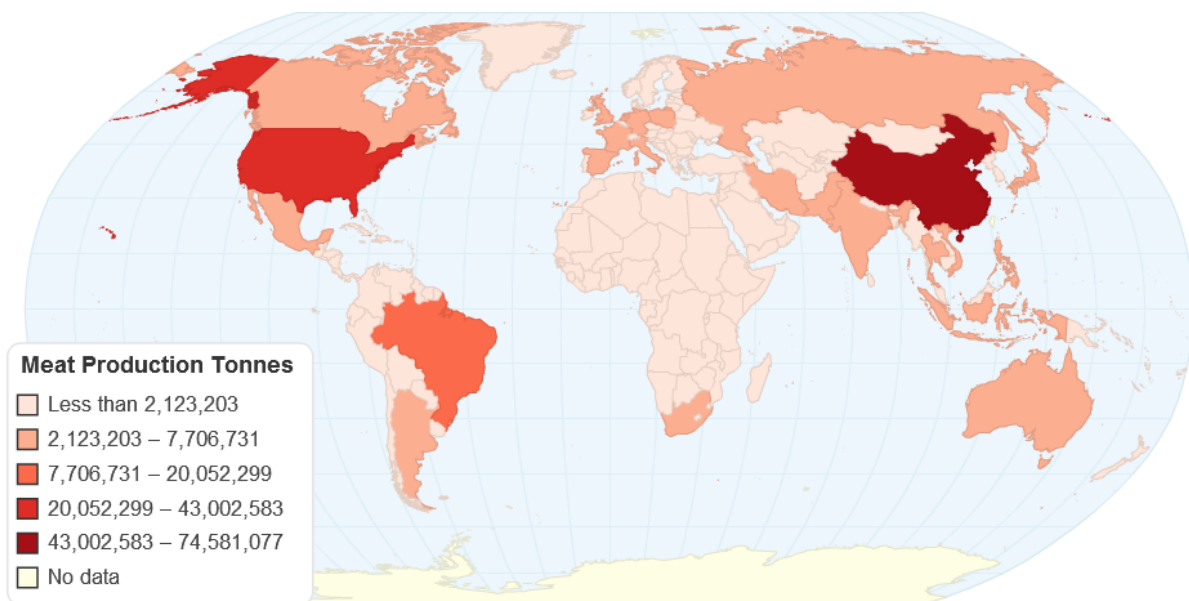 Meat Production Tonnes
Less than 2,123,203
2,123,203 – 7,706,731
7,706,731 – 20,052,299
20,052,299 – 43,002,583
43,002,583 – 74,581,077
No data